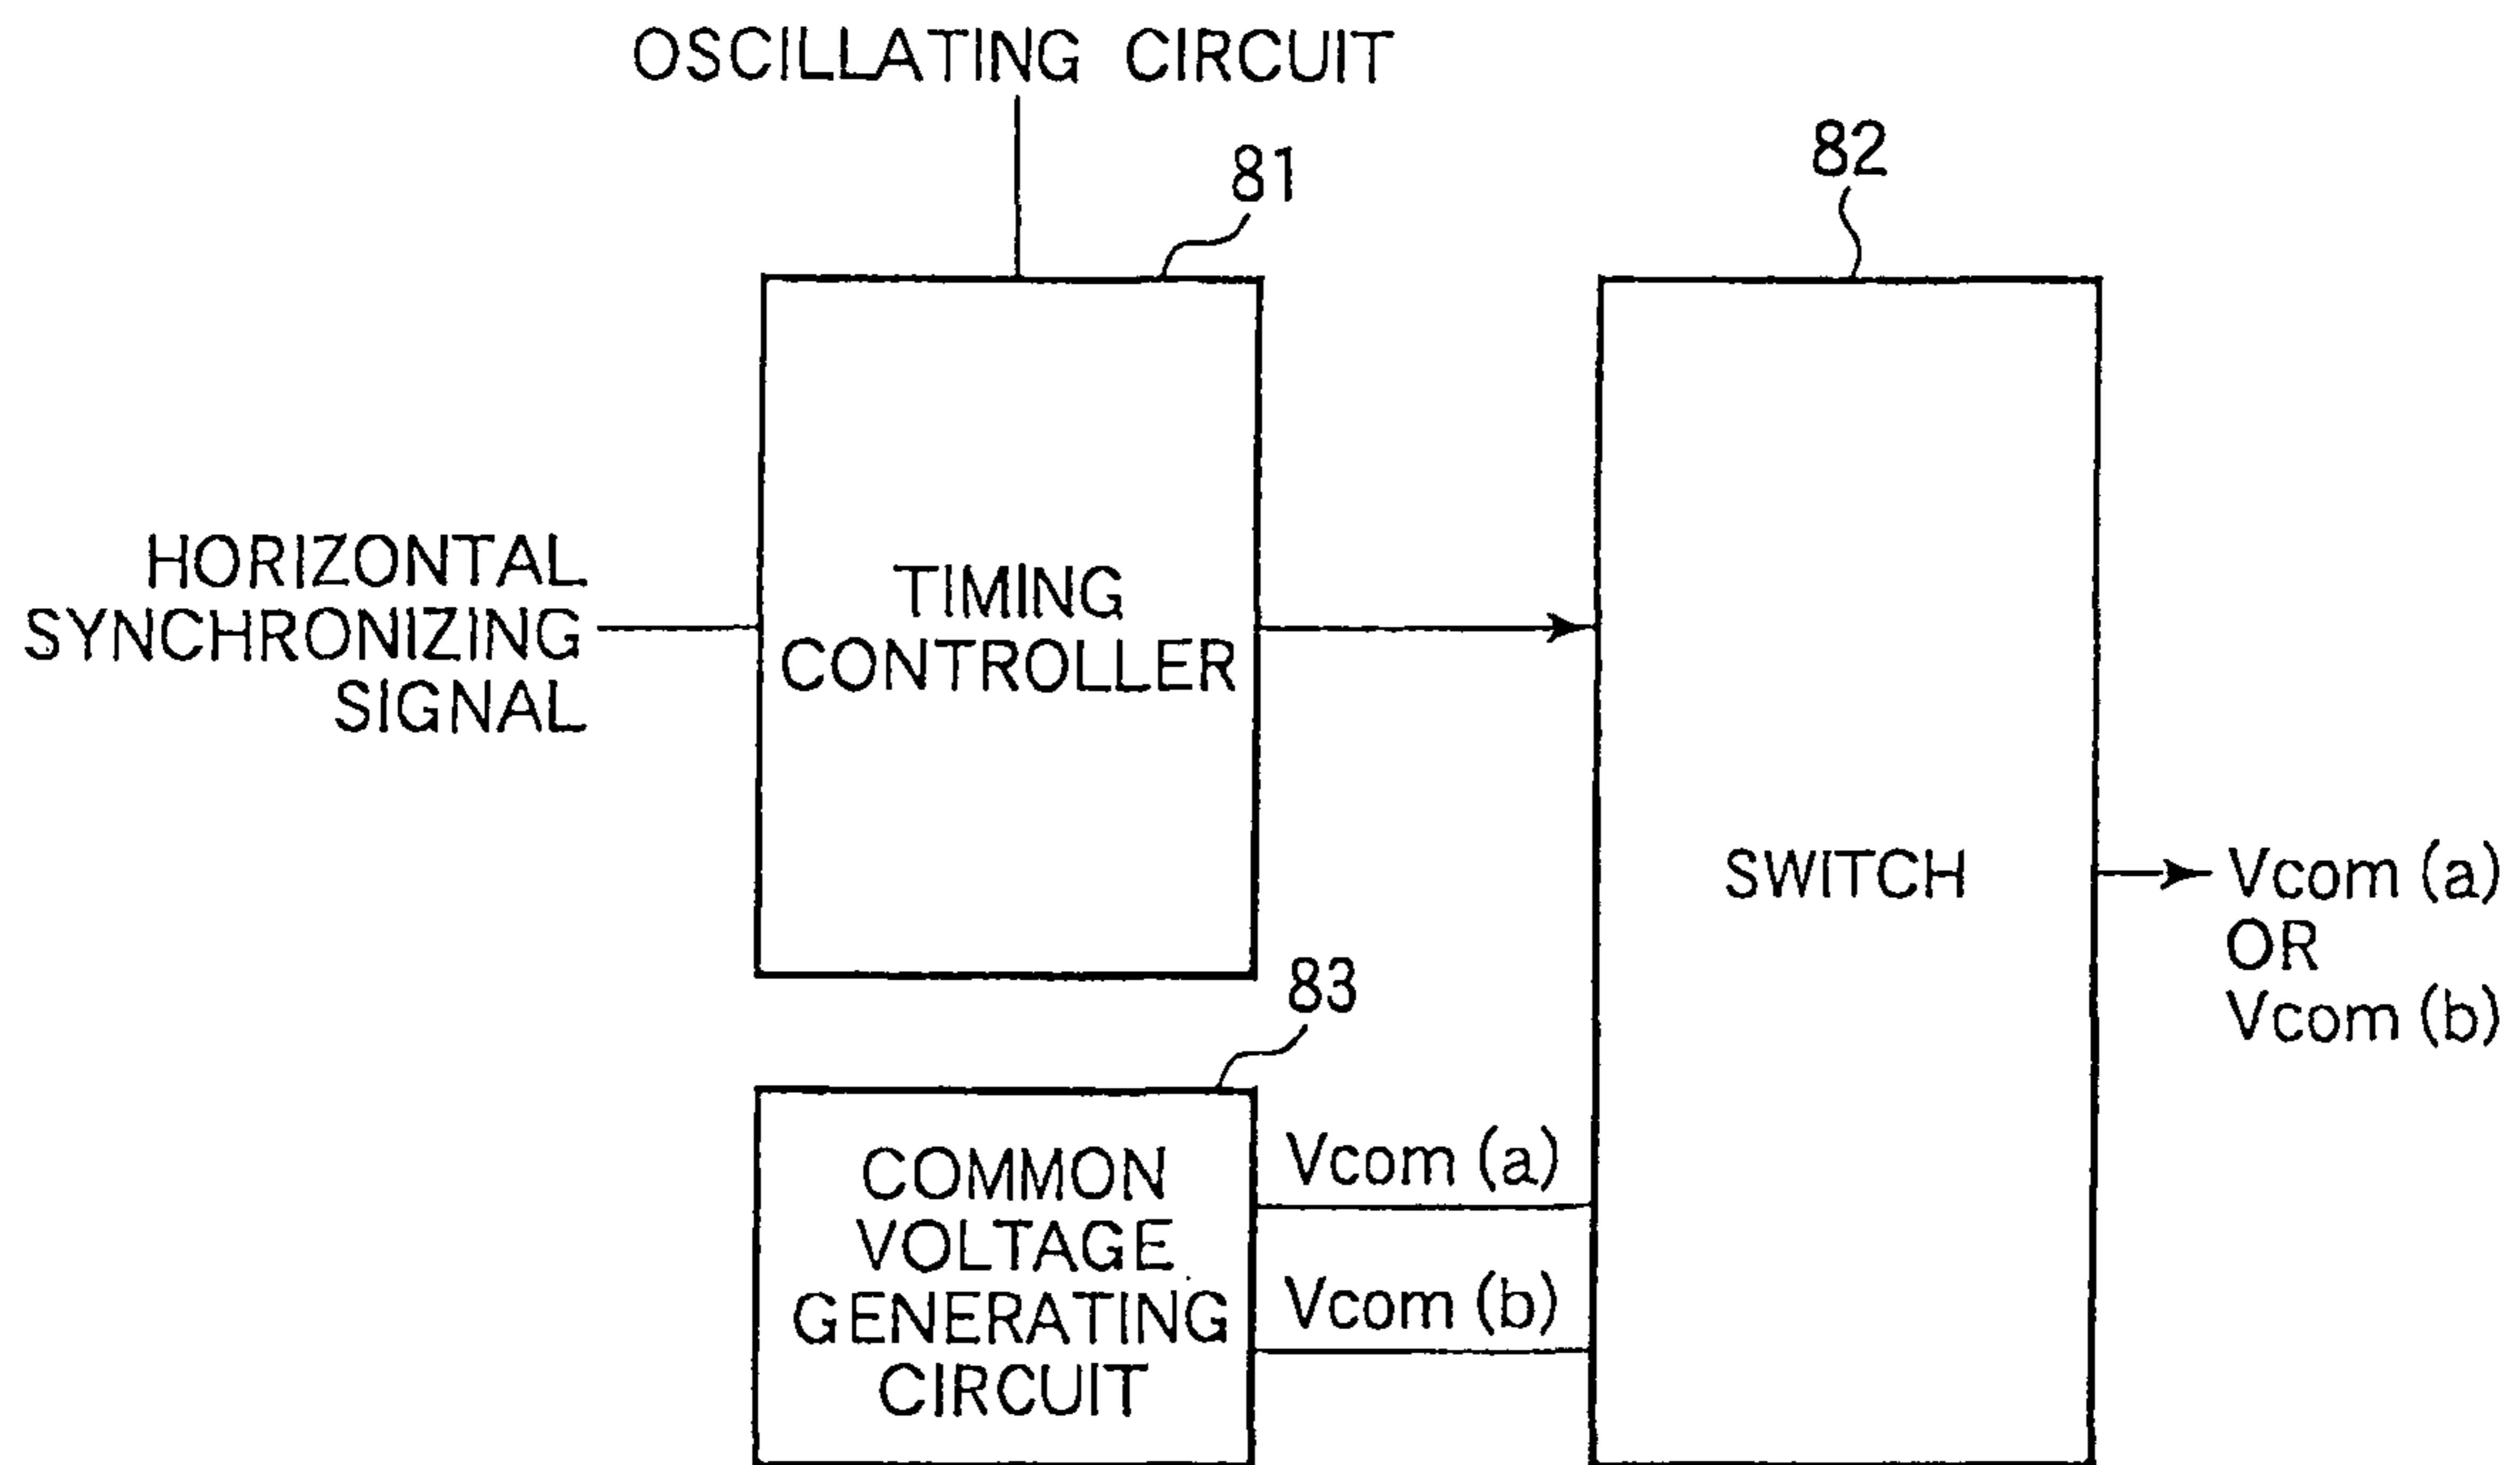 OSCILLATING CIRCUIT
81
82
HORIZONTAL
SYNCHRONIZING
SIGNAL
TIMING
CONTROLLER
SWITCH
Vcom (a)
OR
Vcom (b)
83
COMMON
VOLTAGE
GENERATING
CIRCUIT
Vcom (a)
Vcom (b)